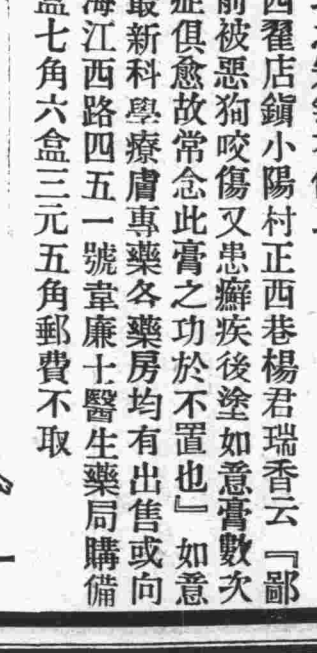 西翟店鎭小陽村正西巷楊君瑞香云『鄙
前被惡狗咬傷又患癬疾後塗如意膏數次
症俱愈故常念此膏之功於不置也』如意
最新科學療膚專藥各藥房均有出售或向
海江西路四五一號韋廉士醫生藥局購備
盒七角六盒三元五角郵費不取